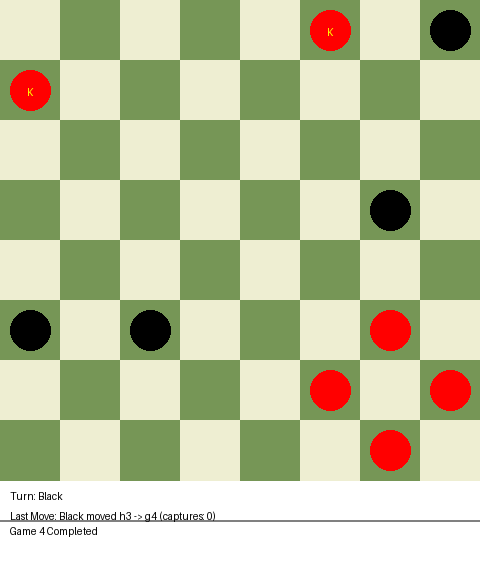 K
K
Turn: Black
Last Move: Black moved h3 -> g4 (captures: 0)
Game 4 Completed